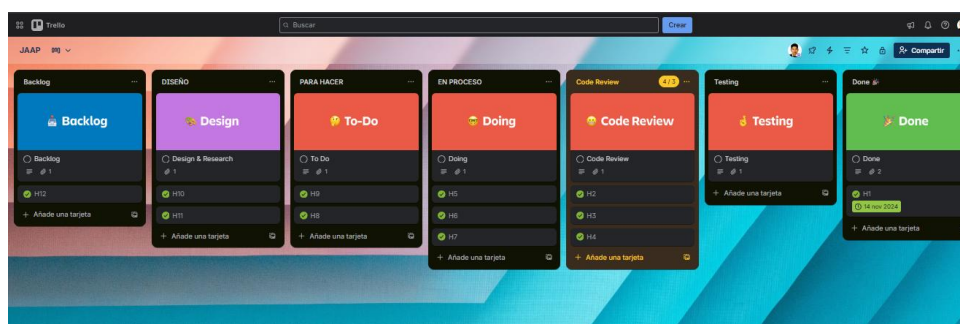 Trello
Buscar
Crear
JAAP
Compartir
Backlog
Backlog
Backlog
1
H12
+ Añade una tarjeta
DISEÑO
Design
Design & Research
1
H10
H11
+ Añade una tarjeta
PARA HACER
To-Do
To Do
1
H9
H8
+ Añade una tarjeta
EN PROCESO
Doing
Doing
1
H5
H6
H7
+ Añade una tarjeta
Code Review
4/3
Code Review
Code Review
1
H2
H3
H4
+ Añade una tarjeta
Testing
Testing
Testing
1
+ Añade una tarjeta
Done
Done
Done
2
H1
14 nov 2024
+ Añade una tarjeta